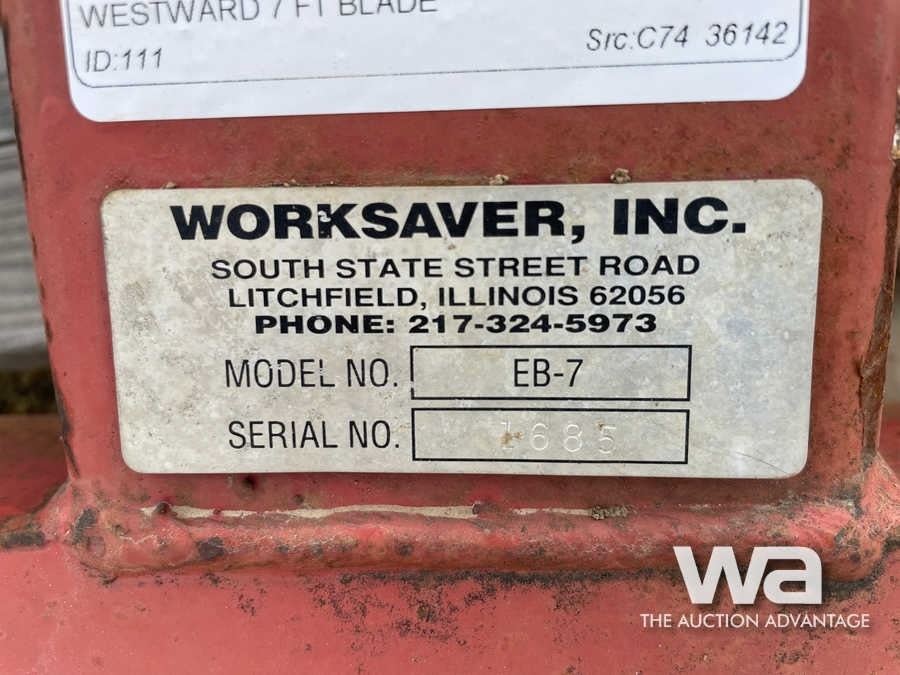 WESTWARD 7 FT BLADE
ID:111 Src:C74 36142
WORKSAVER, INC.
SOUTH STATE STREET ROAD
LITCHFIELD, ILLINOIS 62056
PHONE: 217-324-5973
MODEL NO. EB-7
SERIAL NO. 1685
wa
THE AUCTION ADVANTAGE